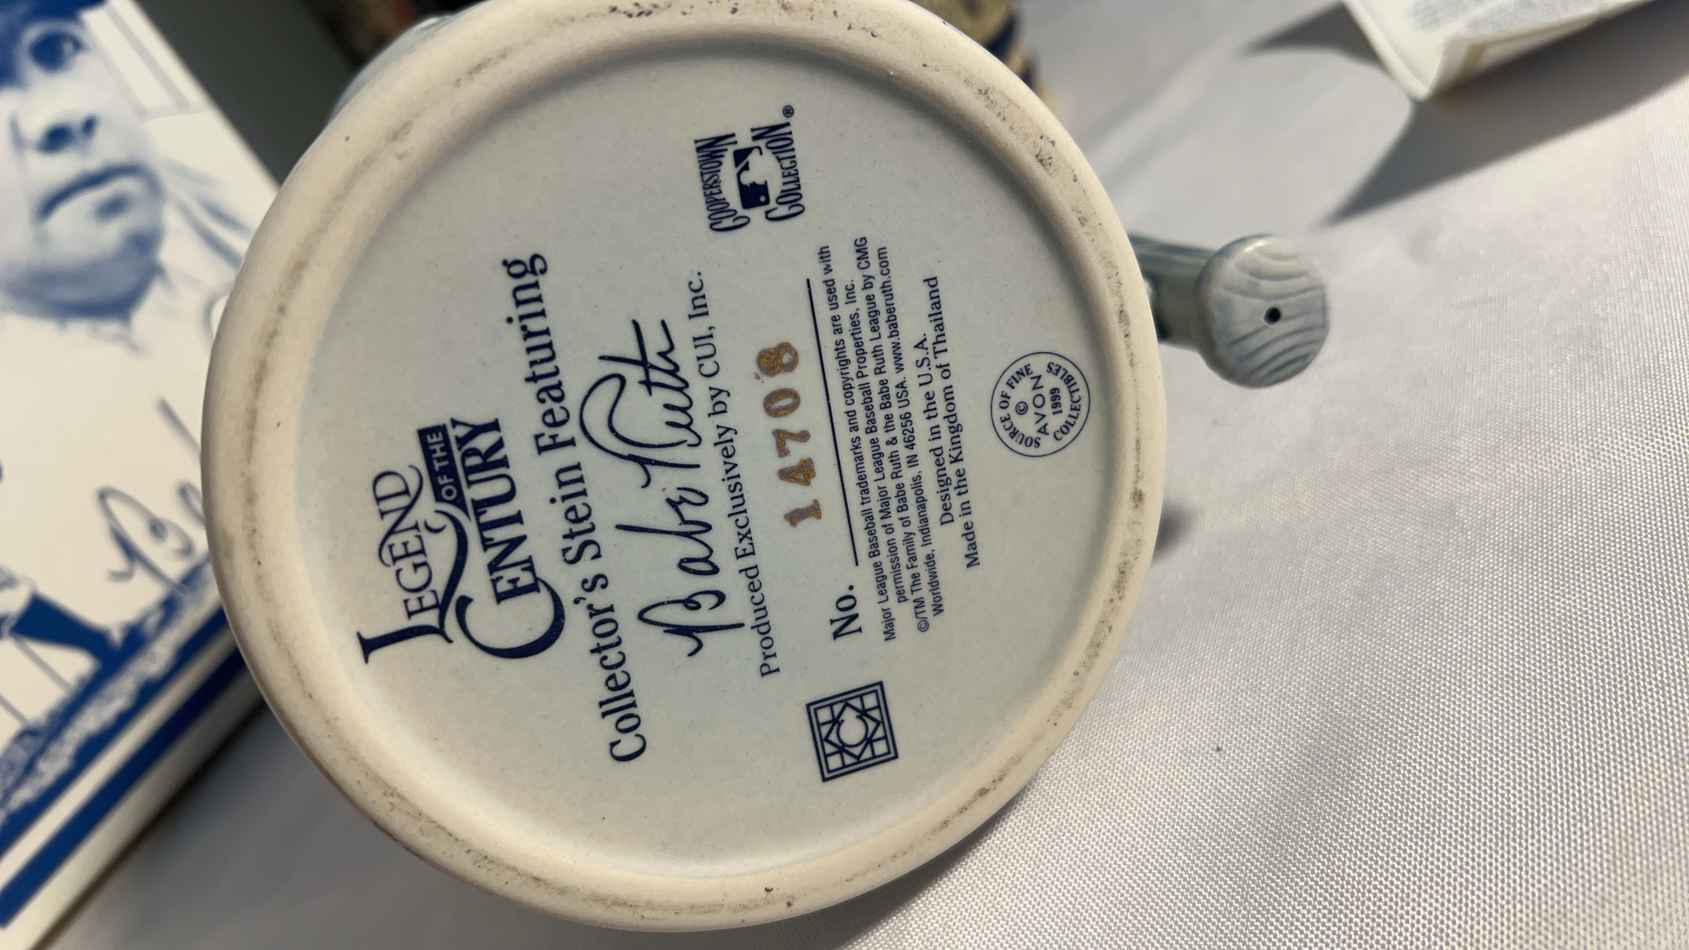 COOPERSTOWN
COLLECTION®
LEGEND
OF THE
CENTURY
Collector's Stein Featuring
Babe Ruth
Produced Exclusively by CUI, Inc.
No. 14708
Major League Baseball trademarks and copyrights are used with
permission of Major League Baseball Properties, Inc.
©/TM The Family of Babe Ruth & the Babe Ruth League by CMG
Worldwide, Indianapolis, IN 46256 USA. www.baberuth.com
Designed in the U.S.A.
Made in the Kingdom of Thailand
SOURCE OF FINE
©
AVON
1999
COLLECTIBLES